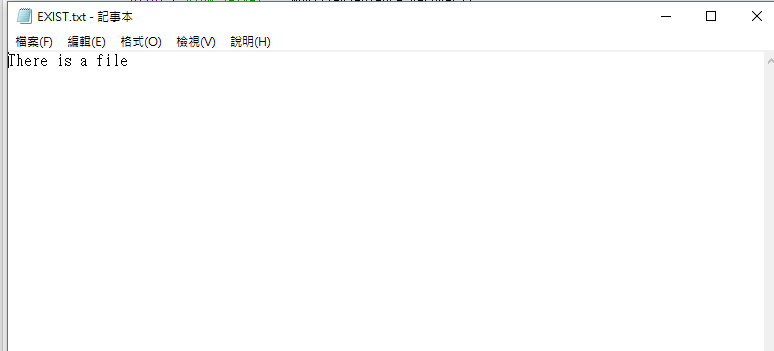 EXIST.txt - 記事本
檔案(F) 編輯(E) 格式(O) 檢視(V) 說明(H)
There is a file